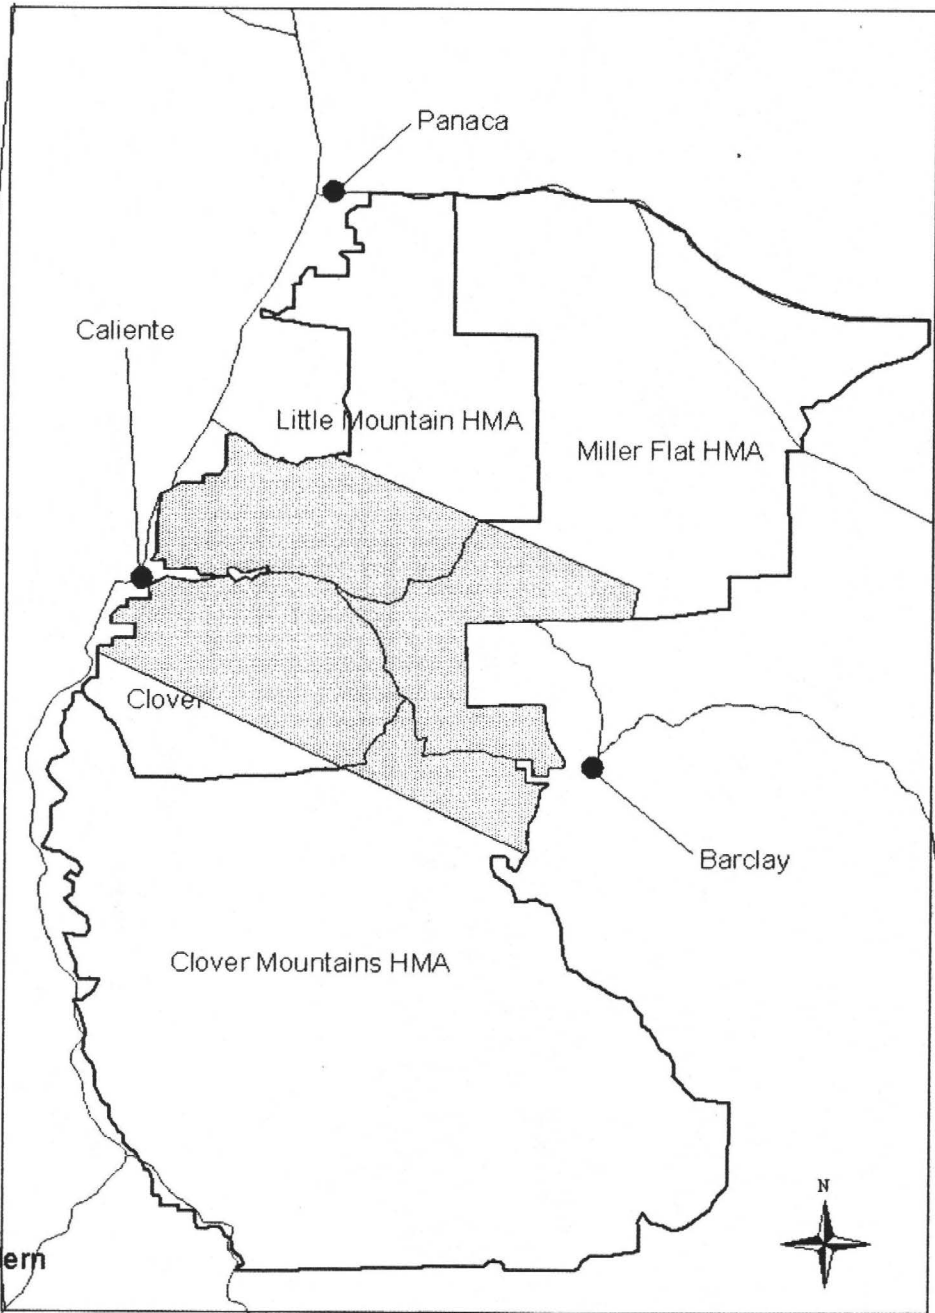 Panaca
Caliente
Little Mountain HMA
Miller Flat HMA
Clover
Barclay
Clover Mountains HMA
N
ern